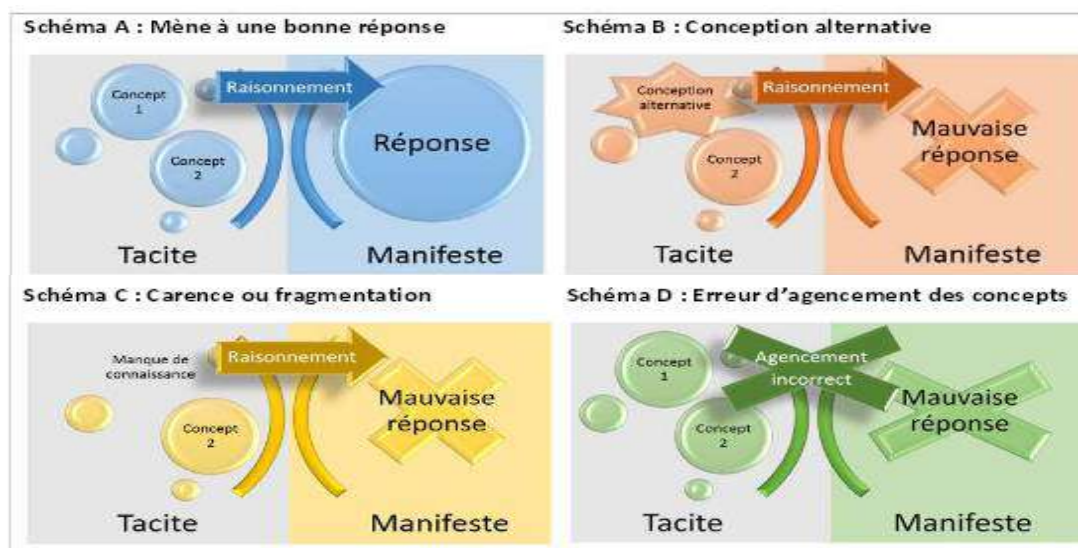 Schéma A : Mène à une bonne réponse
Concept
1
Raisonnement
Concept
2
Réponse
Tacite
Manifeste
Schéma B : Conception alternative
Conception
alternative
Raisonnement
Concept
2
Mauvaise
réponse
Tacite
Manifeste
Schéma C : Carence ou fragmentation
Manque de
connaissance
Raisonnement
Concept
2
Mauvaise
réponse
Tacite
Manifeste
Schéma D : Erreur d’agencement des concepts
Concept
1
Agencement
incorrect
Concept
2
Mauvaise
réponse
Tacite
Manifeste